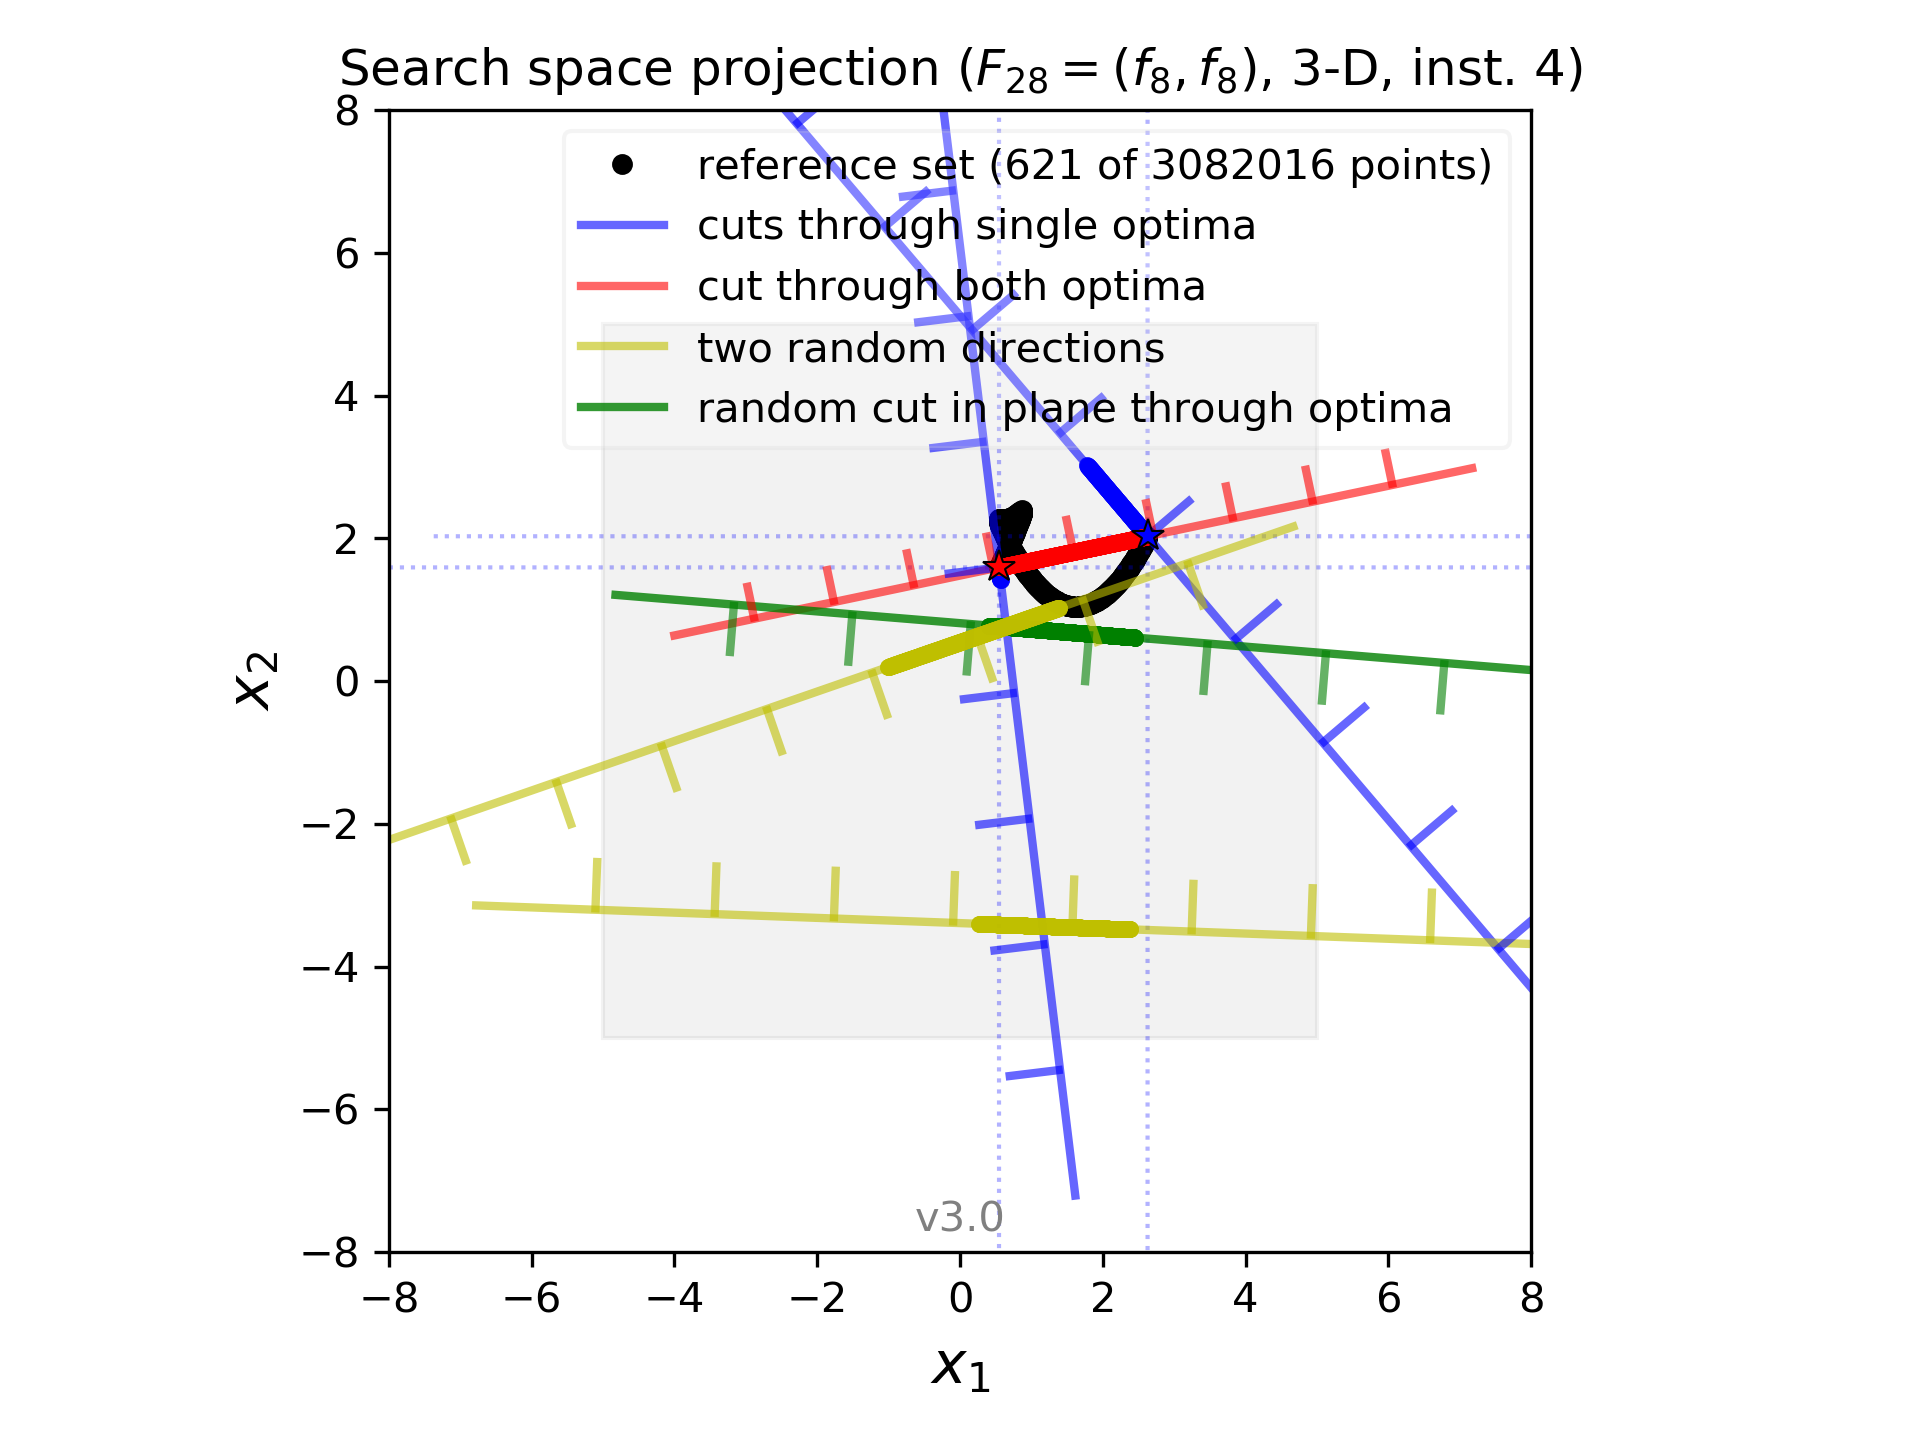 Search space projection (F₂₈ = (f₈, f₈), 3-D, inst. 4)
reference set (621 of 3082016 points)
cuts through single optima
cut through both optima
two random directions
random cut in plane through optima
8
6
4
2
0
−2
−4
−6
−8
x₂
v3.0
−8 −6 −4 −2 0 2 4 6 8
x₁